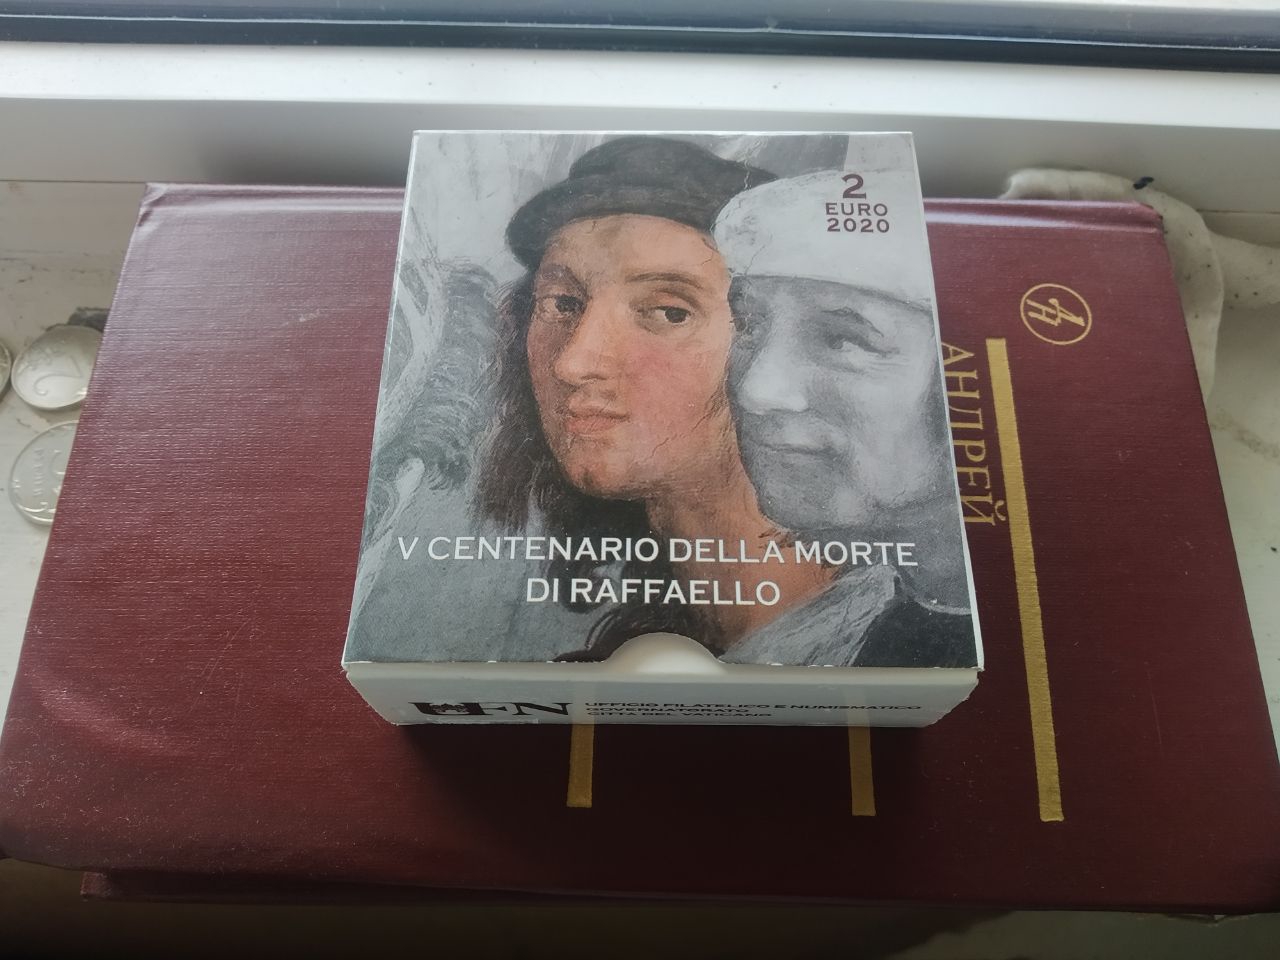 2
EURO
2020
V CENTENARIO DELLA MORTE
DI RAFFAELLO
UFN
UFFICIO FILATELICO E NUMISMATICO
GOVERNATORATO
CITTÀ DEL VATICANO
АНДРЕЙ